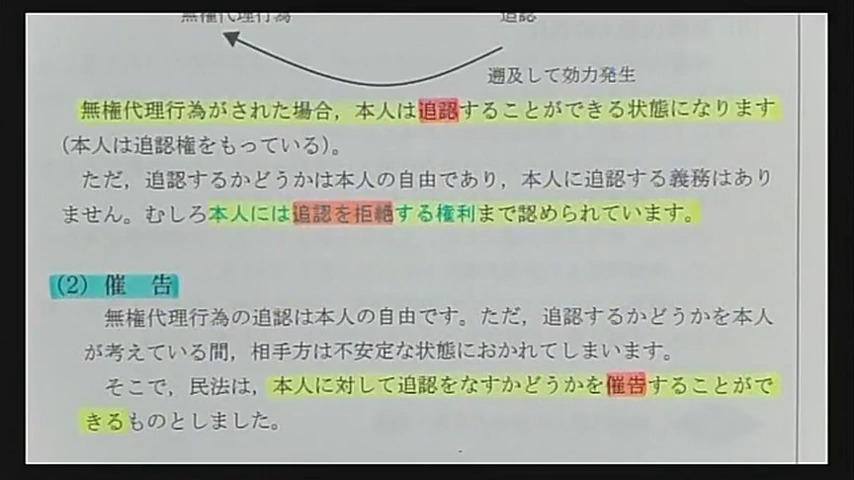 無権代理行為 追認
遡及して効力発生
無権代理行為がされた場合，本人は追認することができる状態になります
（本人は追認権をもっている）。
ただ，追認するかどうかは本人の自由であり，本人に追認する義務はあり
ません。むしろ本人には追認を拒絶する権利まで認められています。
(2) 催 告
無権代理行為の追認は本人の自由です。ただ，追認するかどうかを本人
が考えている間，相手方は不安定な状態におかれてしまいます。
そこで，民法は，本人に対して追認をなすかどうかを催告することがで
きるものとしました。